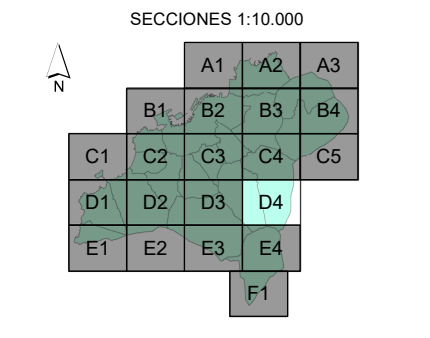 SECCIONES 1:10.000
N
A1 A2 A3
B1 B2 B3 B4
C1 C2 C3 C4 C5
D1 D2 D3 D4
E1 E2 E3 E4
F1